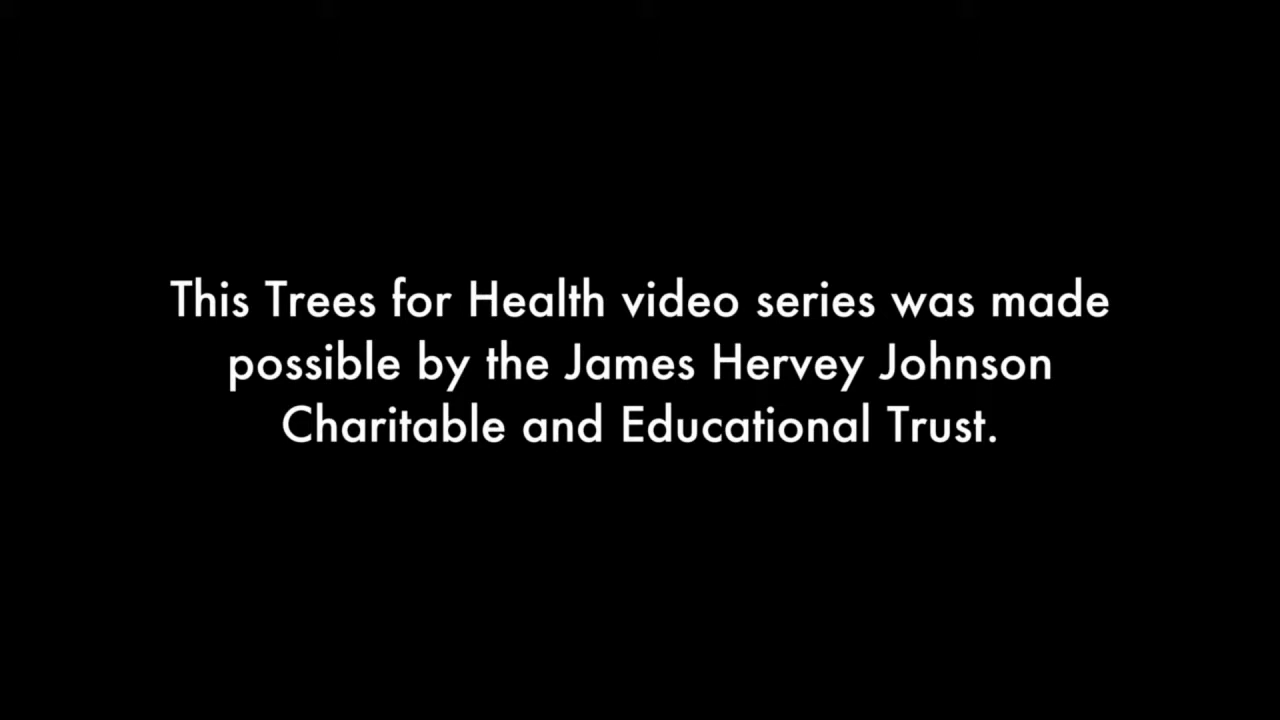 This Trees for Health video series was made
possible by the James Hervey Johnson
Charitable and Educational Trust.